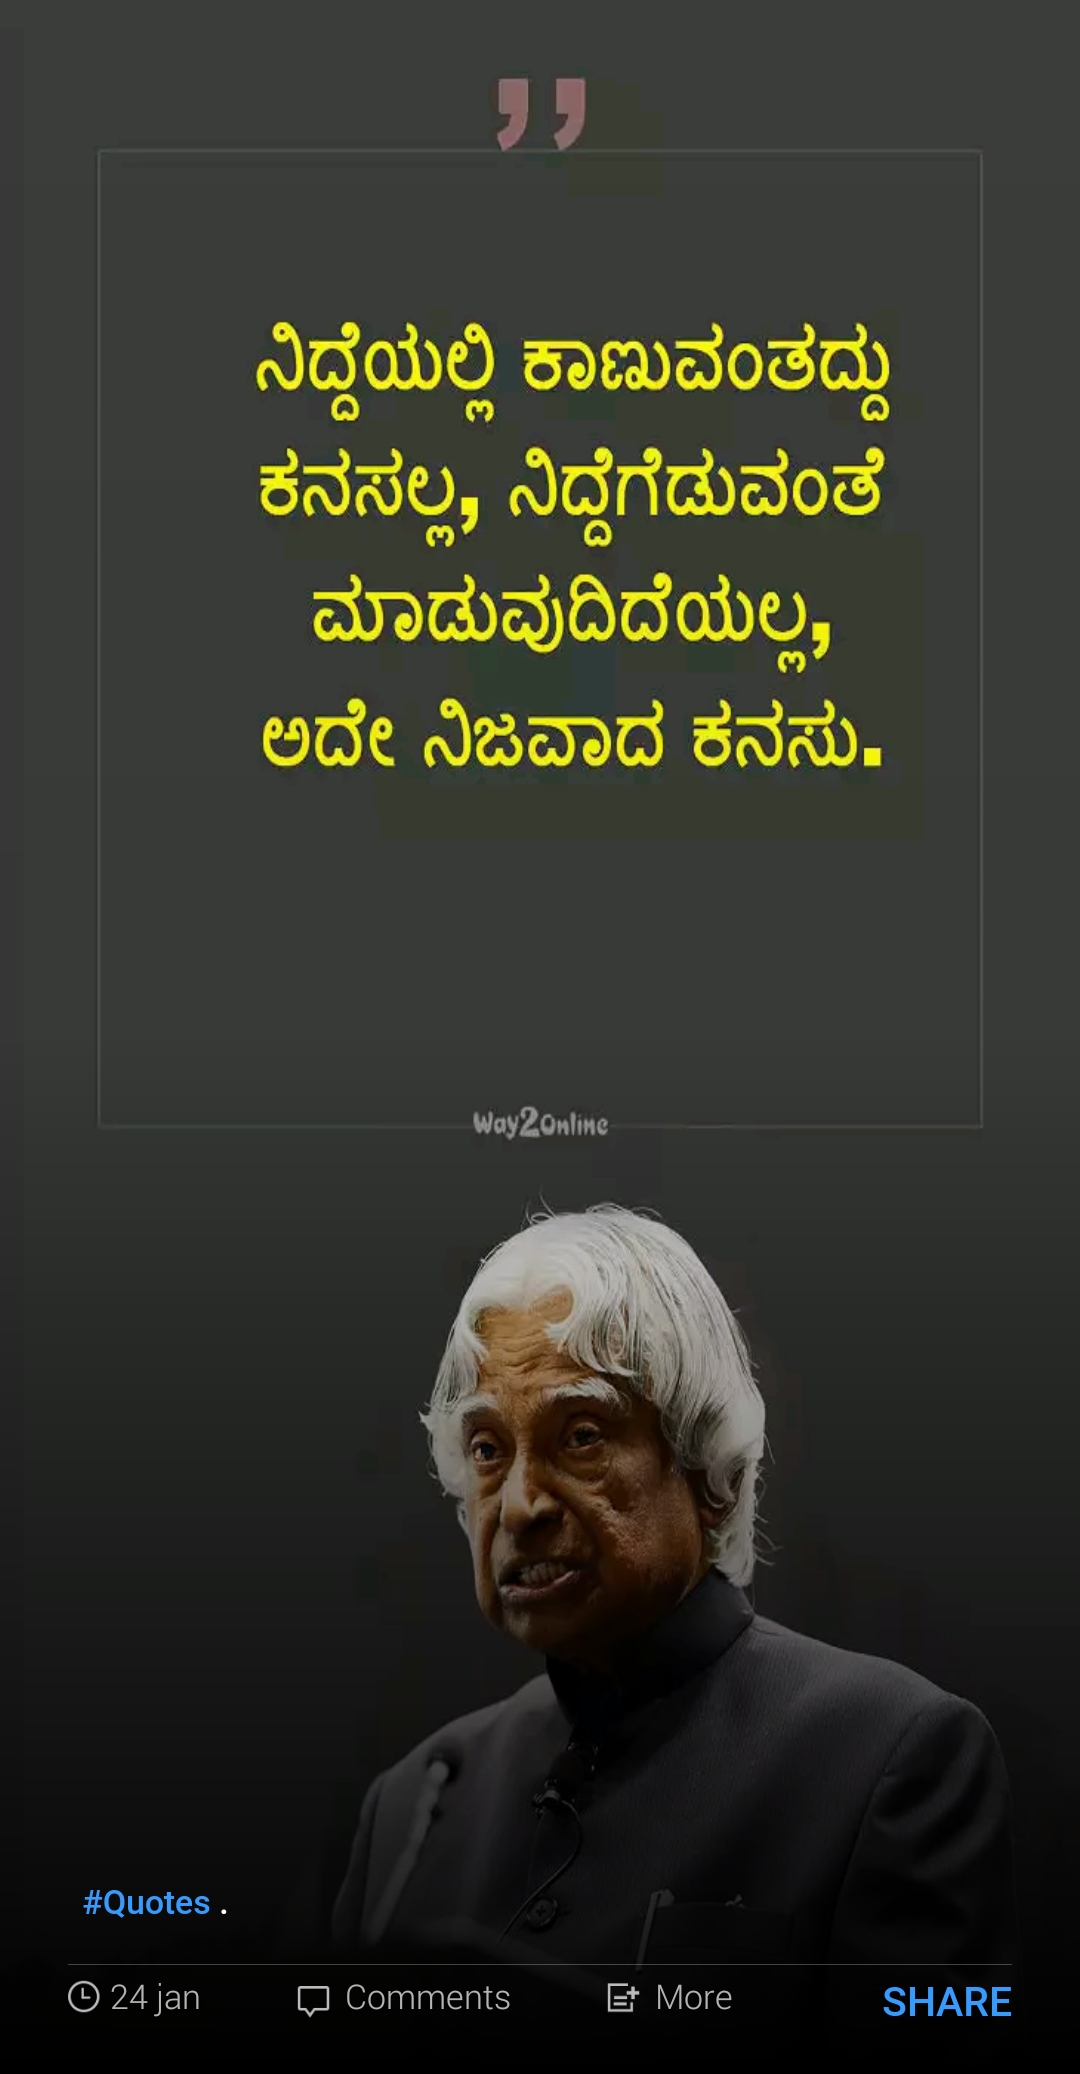 ನಿದ್ದೆಯಲ್ಲಿ ಕಾಣುವಂತದ್ದು
ಕನಸಲ್ಲ, ನಿದ್ದೆಗೆಡುವಂತೆ
ಮಾಡುವುದಿದೆಯಲ್ಲ,
ಅದೇ ನಿಜವಾದ ಕನಸು.
Way2Online
#Quotes .
24 jan Comments More SHARE